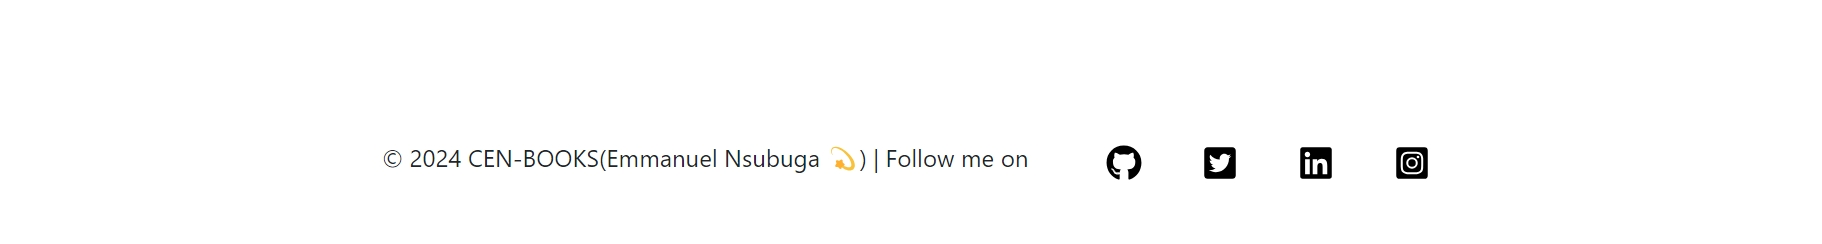 © 2024 CEN-BOOKS(Emmanuel Nsubuga 💫) | Follow me on